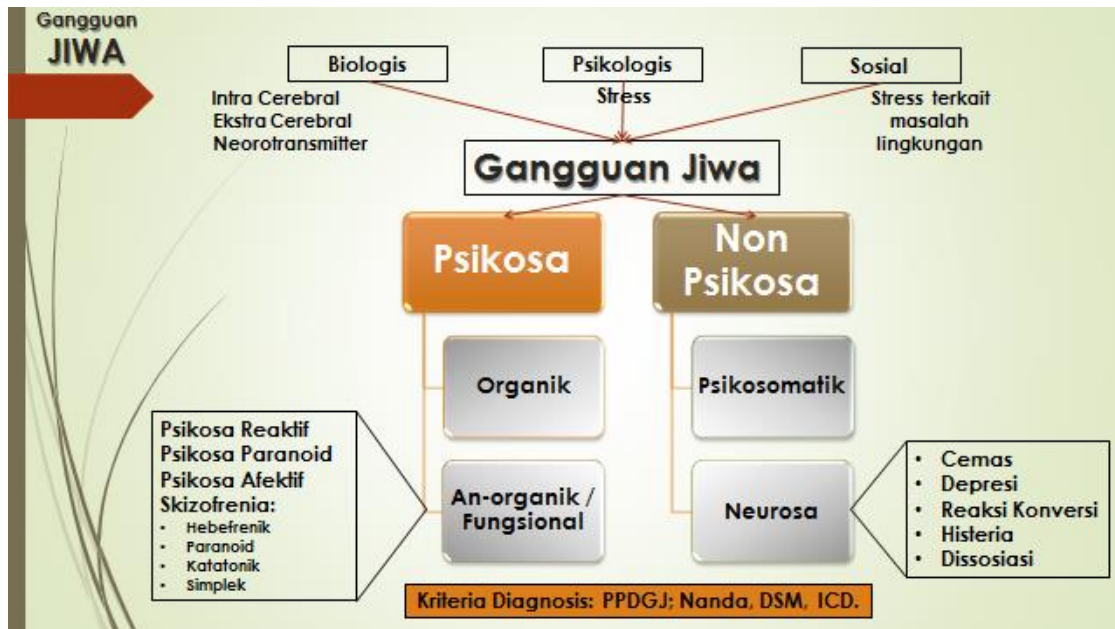 Gangguan
JIWA
Biologis
Psikologis
Sosial
Intra Cerebral
Ekstra Cerebral
Neorotransmitter
Stress
Stress terkait
masalah
lingkungan
Gangguan Jiwa
Psikosa
Non
Psikosa
Organik
Psikosomatik
Psikosa Reaktif
Psikosa Paranoid
Psikosa Afektif
Skizofrenia:
• Hebefrenik
• Paranoid
• Katatonik
• Simplek
An-organik /
Fungsional
Neurosa
• Cemas
• Depresi
• Reaksi Konversi
• Histeria
• Dissosiasi
Kriteria Diagnosis: PPDGJ; Nanda, DSM, ICD.